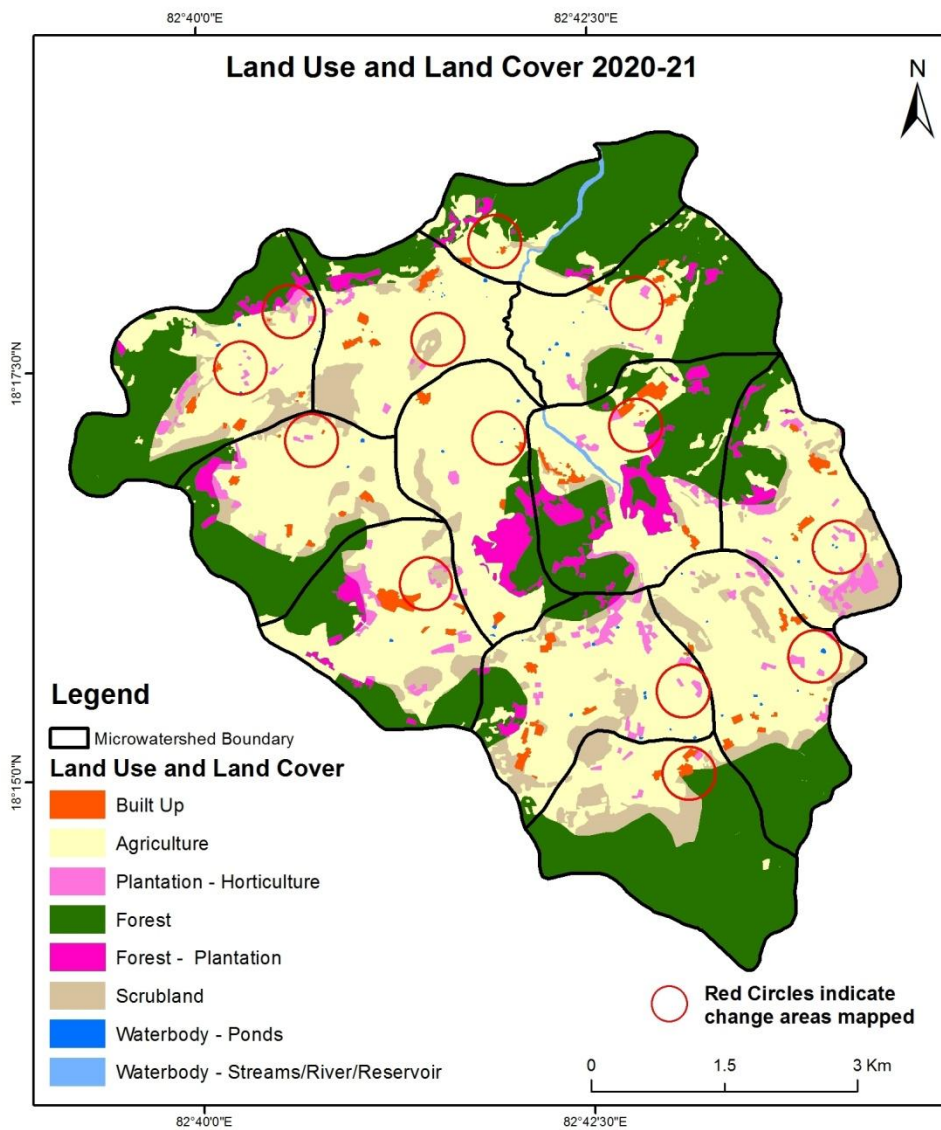 82°40'0"E
82°42'30"E
Land Use and Land Cover 2020-21
N
18°17'30"N
18°15'0"N
Legend
Microwatershed Boundary
Land Use and Land Cover
Built Up
Agriculture
Plantation - Horticulture
Forest
Forest - Plantation
Scrubland
Waterbody - Ponds
Waterbody - Streams/River/Reservoir
Red Circles indicate
change areas mapped
0 1.5 3 Km
82°40'0"E
82°42'30"E